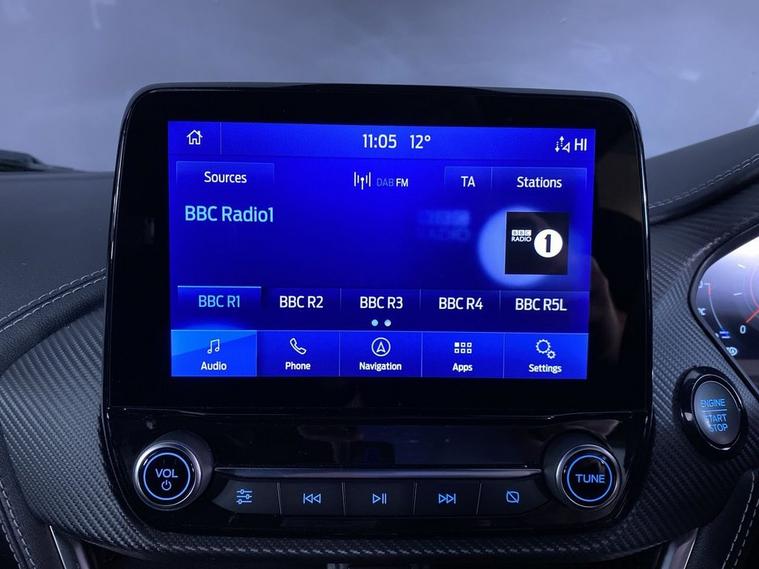 11:05 12° HI
Sources DAB FM TA Stations
BBC Radio1
BBC
RADIO 1
BBC R1 BBC R2 BBC R3 BBC R4 BBC R5L
Audio Phone Navigation Apps Settings
VOL
TUNE
ENGINE
START
STOP
0